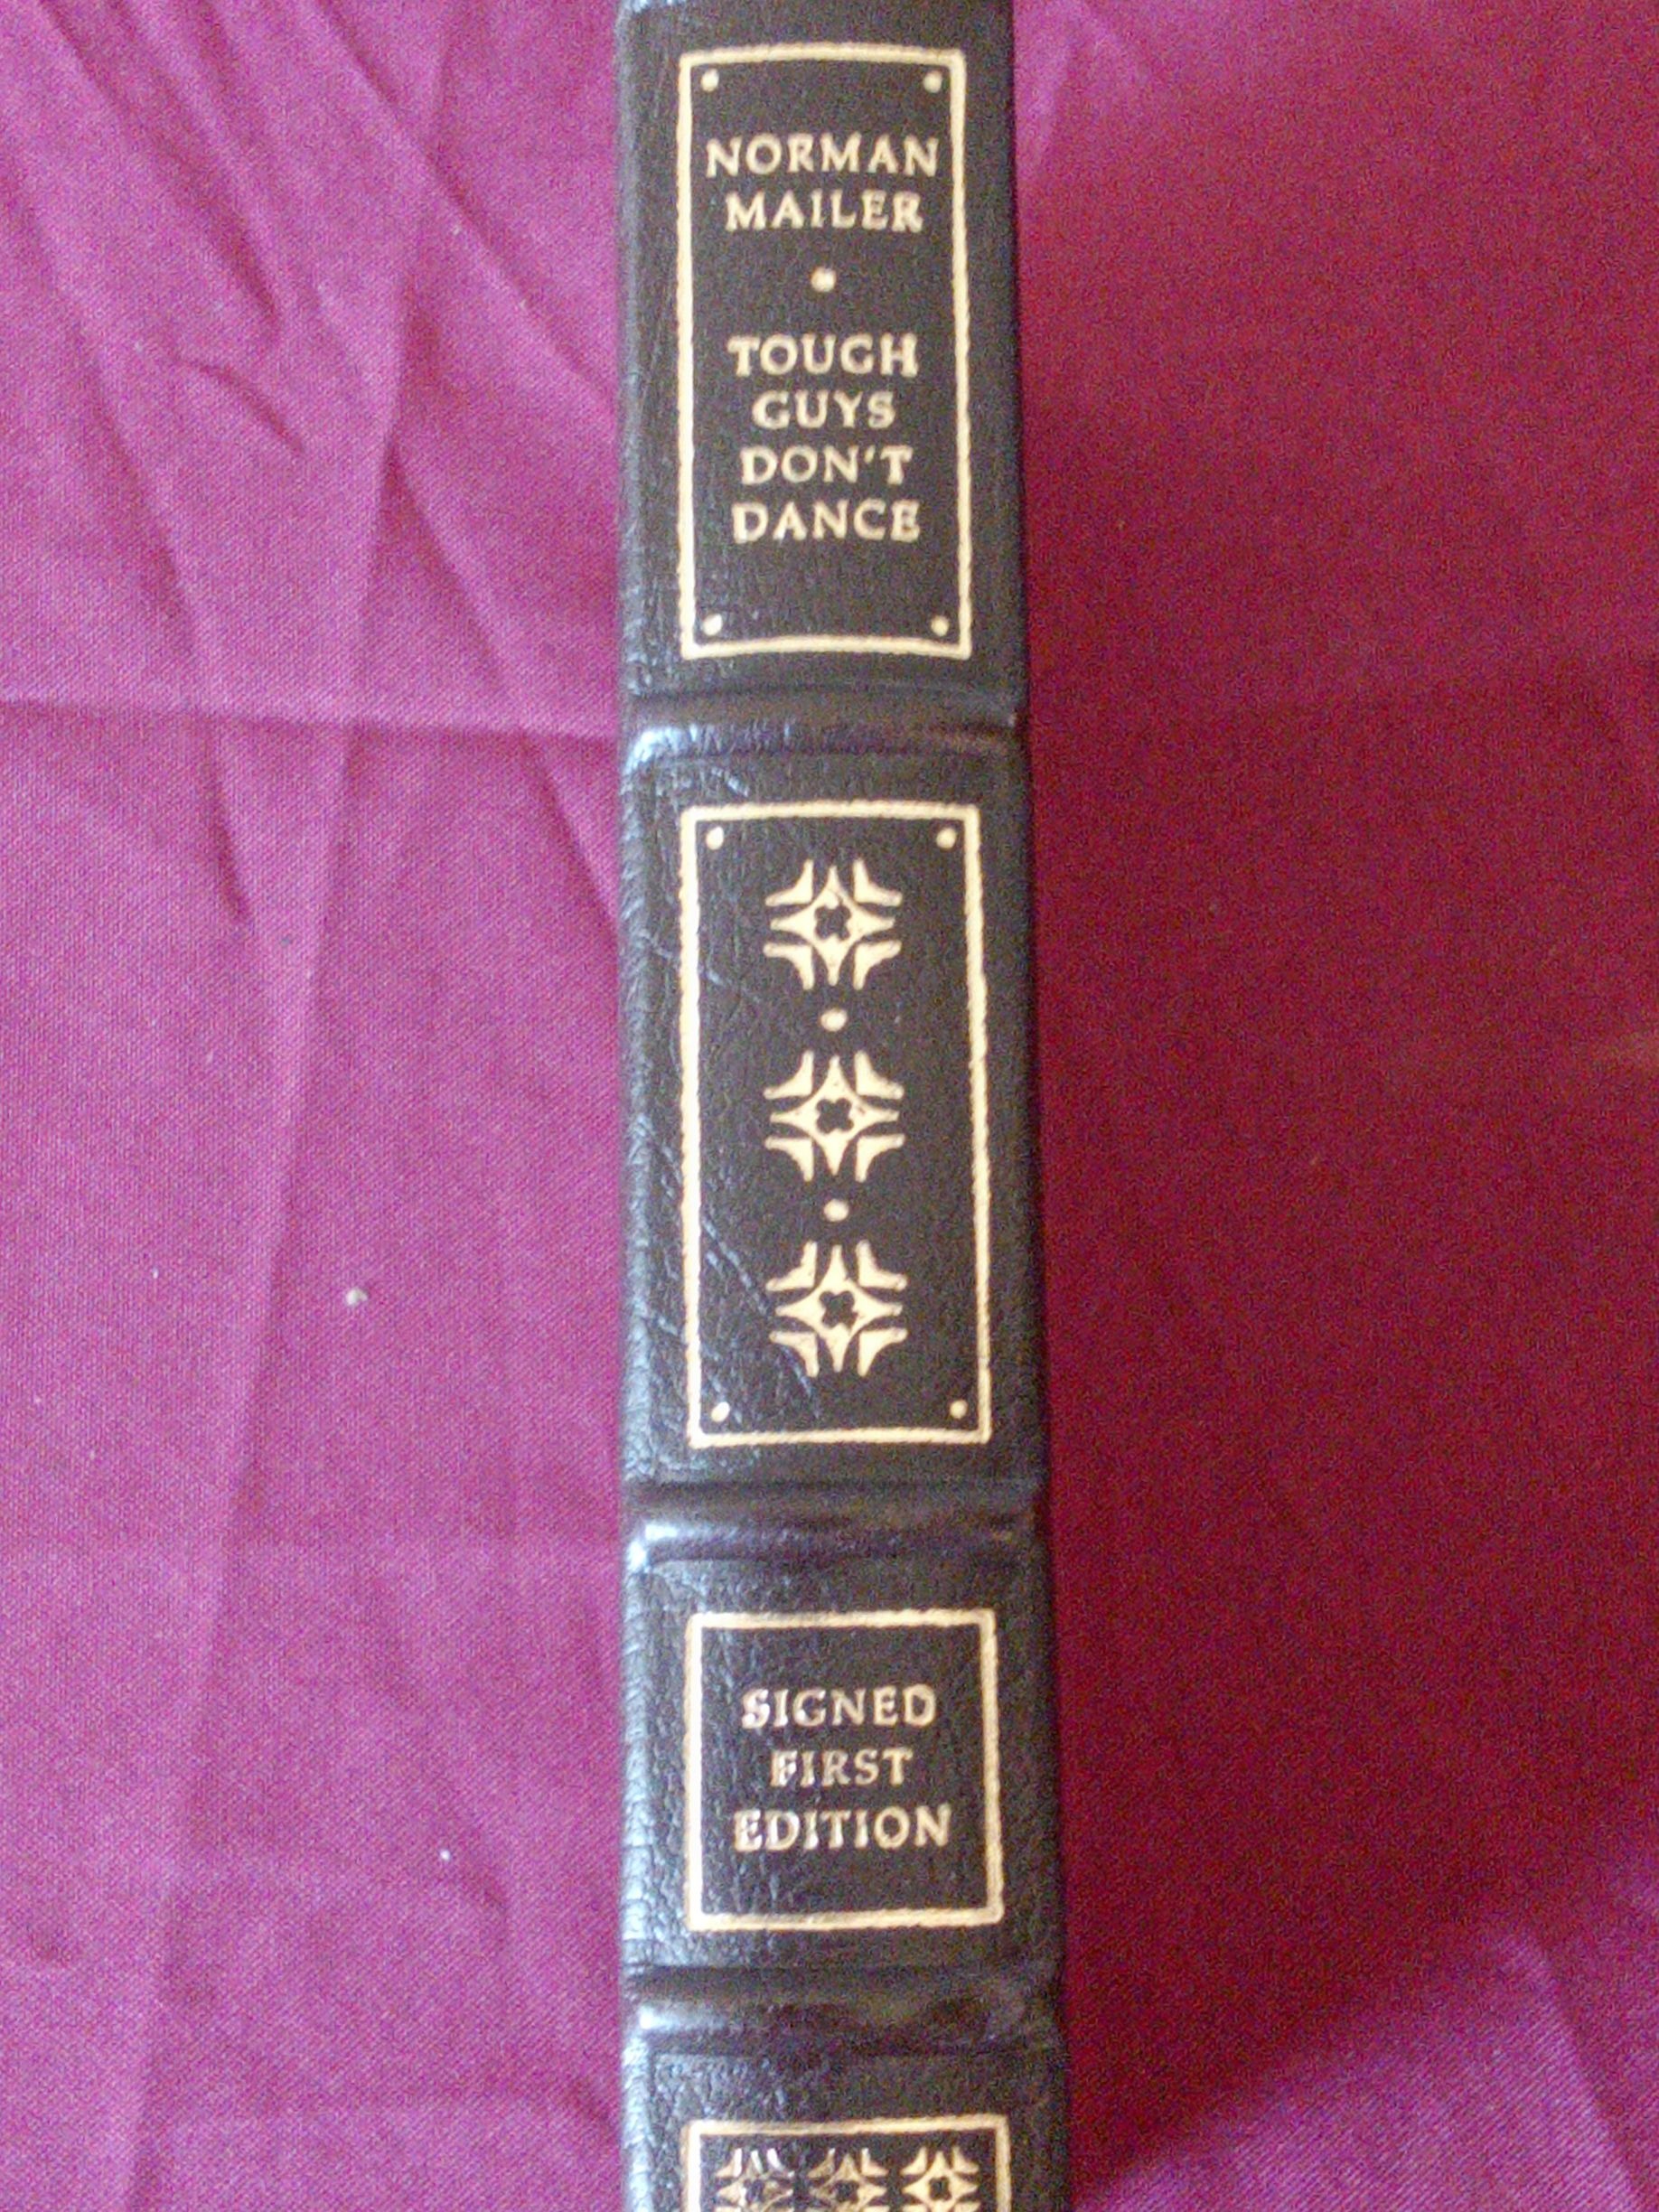 NORMAN
MAILER
TOUGH
GUYS
DON'T
DANCE
SIGNED
FIRST
EDITION